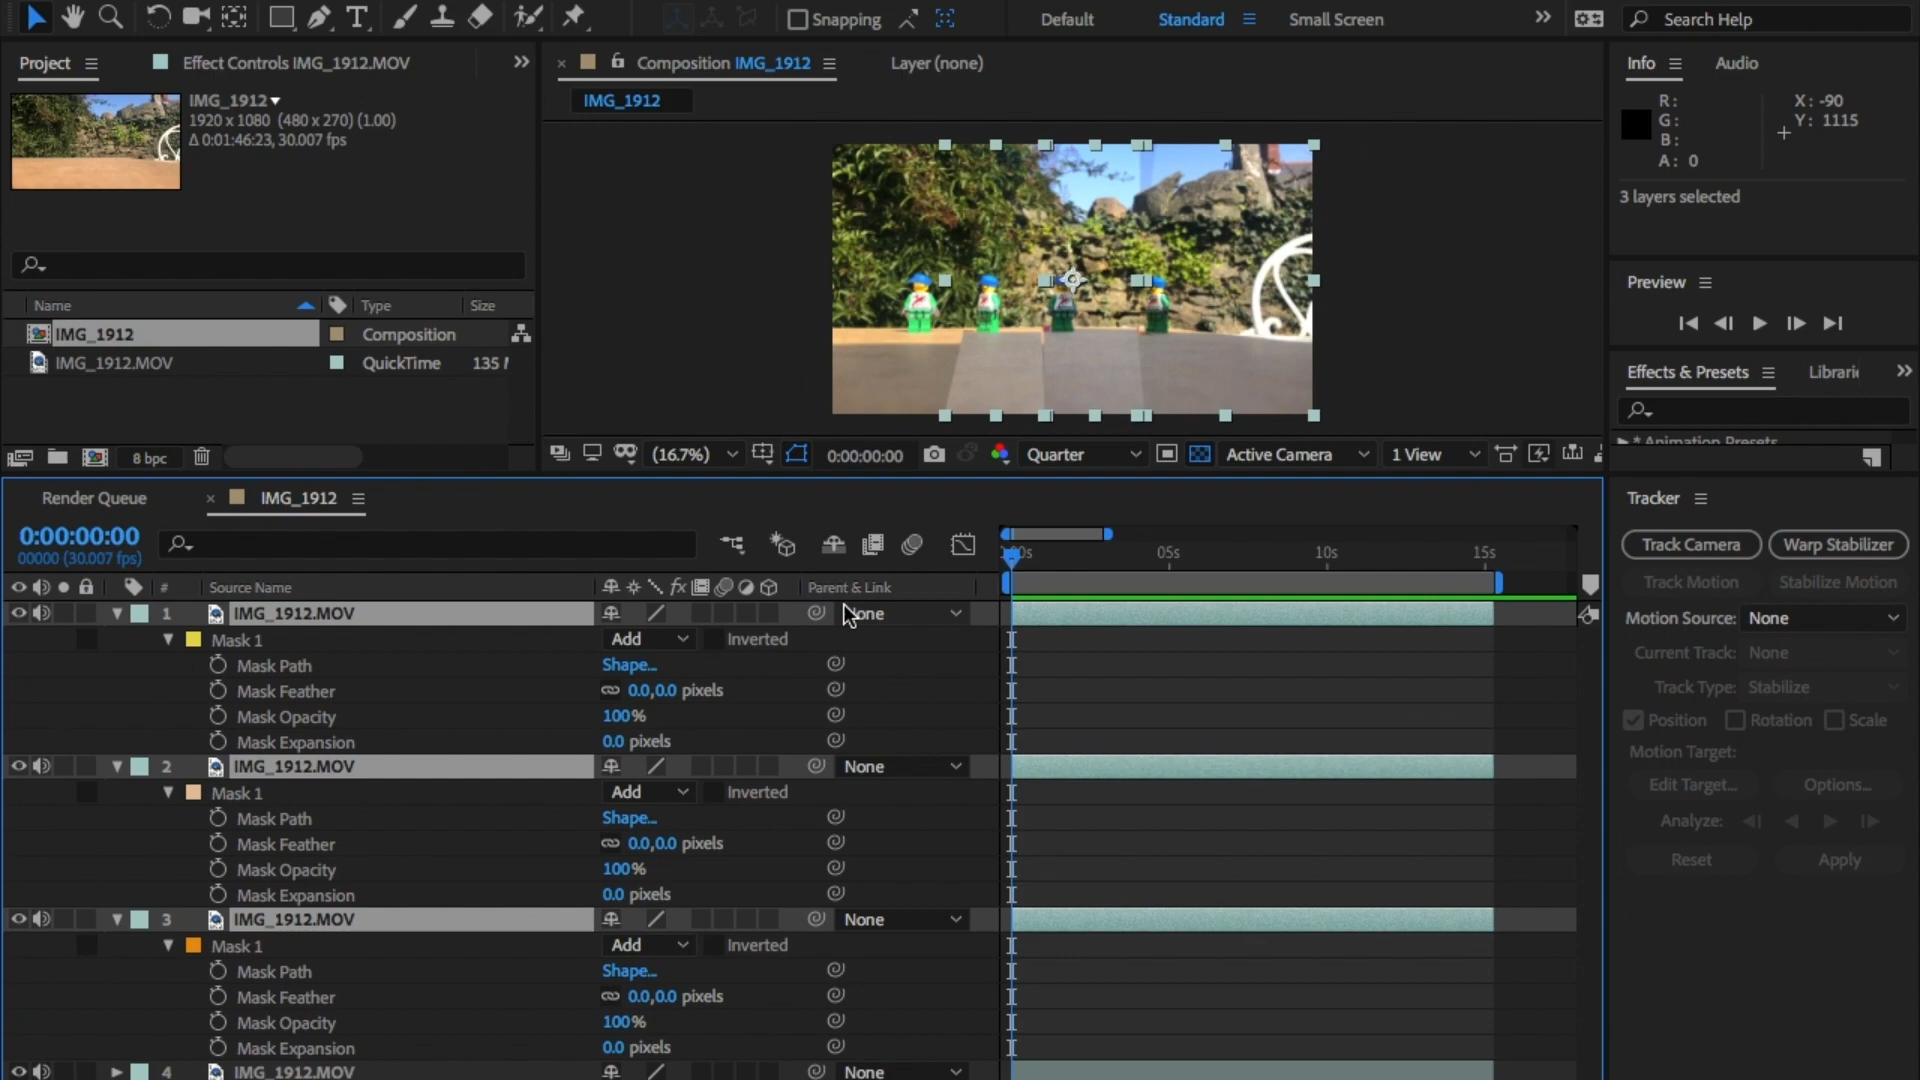 Snapping
Default
Standard
Small Screen
Search Help
Project
Effect Controls IMG_1912.MOV
Composition IMG_1912
Layer (none)
Info
Audio
IMG_1912
1920 x 1080 (480 x 270) (1.00)
Δ 0:01:46:23, 30.007 fps
IMG_1912
R:
G:
B:
A: 0
X: -90
Y: 1115
3 layers selected
Preview
Name
Type
Size
IMG_1912
Composition
IMG_1912.MOV
QuickTime
135
Effects & Presets
Librari
* Animation Presets
8 bpc
(16.7%)
0:00:00:00
Quarter
Active Camera
1 View
Render Queue
IMG_1912
Tracker
0:00:00:00
00000 (30.007 fps)
05s
10s
15s
Track Camera
Warp Stabilizer
Track Motion
Stabilize Motion
Motion Source: None
Current Track: None
Track Type: Stabilize
Position
Rotation
Scale
Motion Target:
Edit Target...
Options...
Analyze:
Reset
Apply
#
Source Name
fx
Parent & Link
1 IMG_1912.MOV
Mask 1 Add Inverted
Mask Path Shape...
Mask Feather 0.0,0.0 pixels
Mask Opacity 100%
Mask Expansion 0.0 pixels
2 IMG_1912.MOV None
Mask 1 Add Inverted
Mask Path Shape...
Mask Feather 0.0,0.0 pixels
Mask Opacity 100%
Mask Expansion 0.0 pixels
3 IMG_1912.MOV None
Mask 1 Add Inverted
Mask Path Shape...
Mask Feather 0.0,0.0 pixels
Mask Opacity 100%
Mask Expansion 0.0 pixels
4 IMG_1912.MOV None